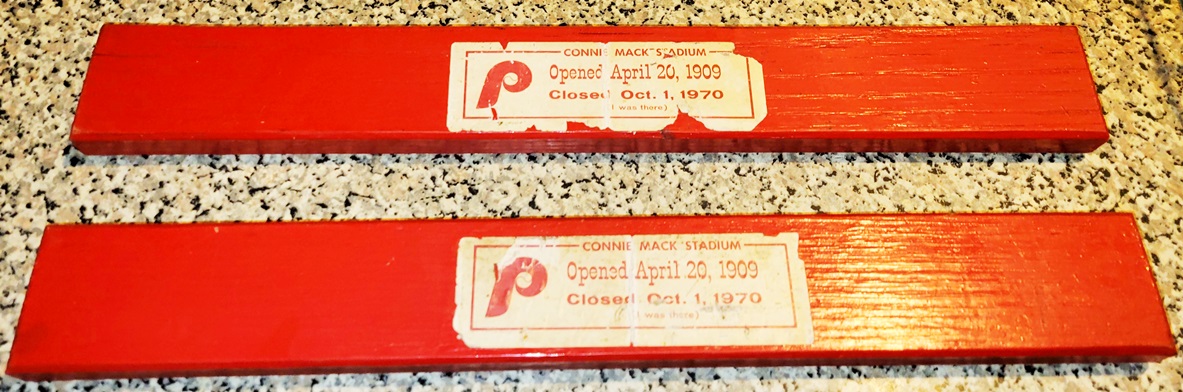 CONNIE MACK STADIUM
Opened April 20, 1909
Closed Oct. 1, 1970
(I was there)
CONNIE MACK STADIUM
Opened April 20, 1909
Closed Oct. 1, 1970
(I was there)